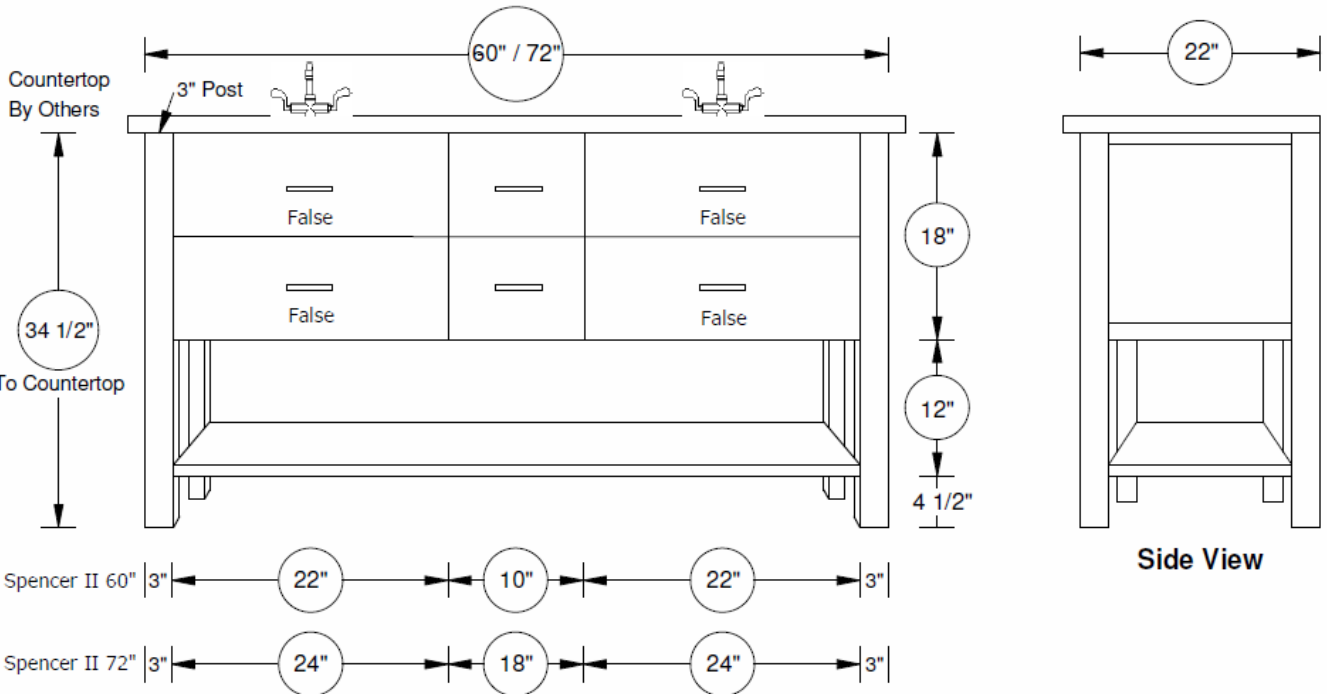 60" / 72"
22"
Countertop
By Others
3" Post
False
False
18"
34 1/2"
To Countertop
False
False
12"
4 1/2"
Side View
Spencer II 60" 3" 22" 10" 22" 3"
Spencer II 72" 3" 24" 18" 24" 3"